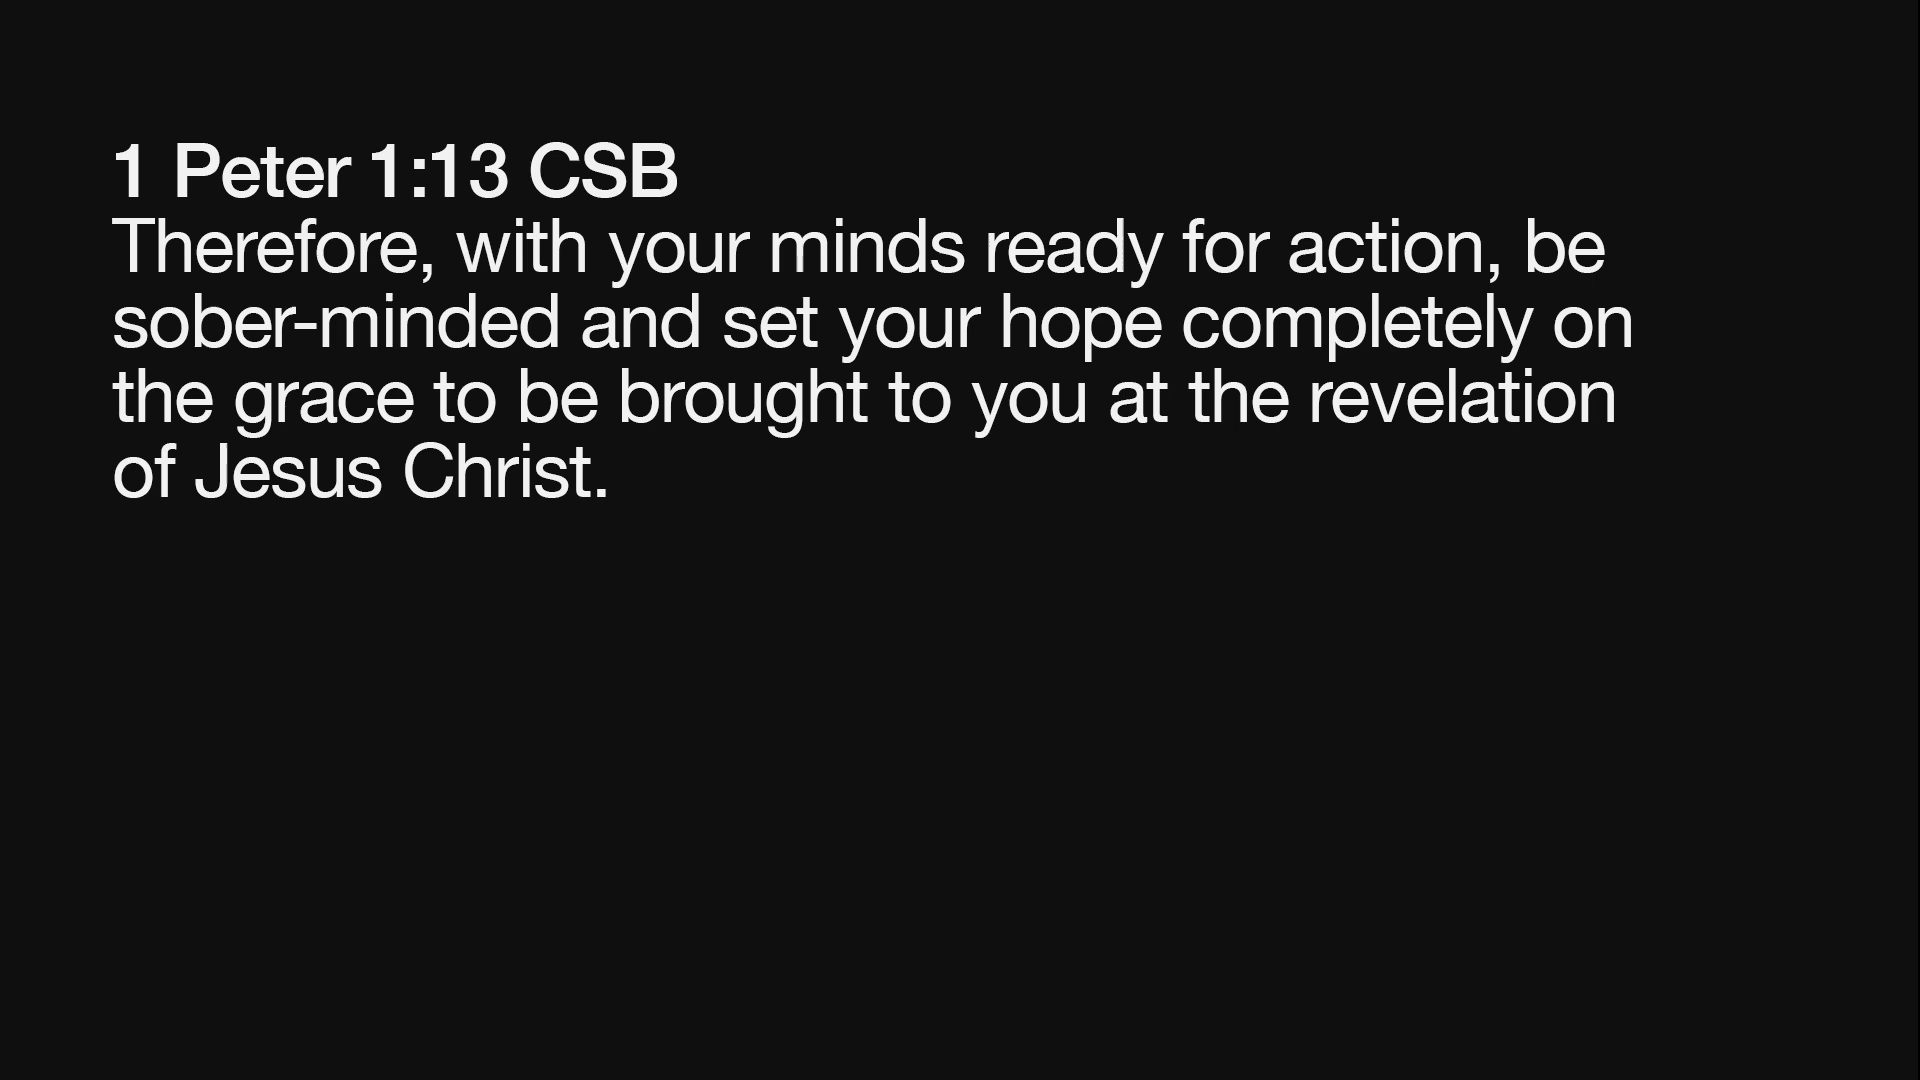 1 Peter 1:13 CSB
Therefore, with your minds ready for action, be
sober-minded and set your hope completely on
the grace to be brought to you at the revelation
of Jesus Christ.